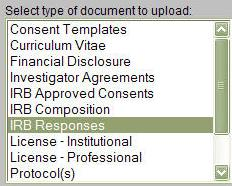 Select type of document to upload:
Consent Templates
Curriculum Vitae
Financial Disclosure
Investigator Agreements
IRB Approved Consents
IRB Composition
IRB Responses
License - Institutional
License - Professional
Protocol(s)